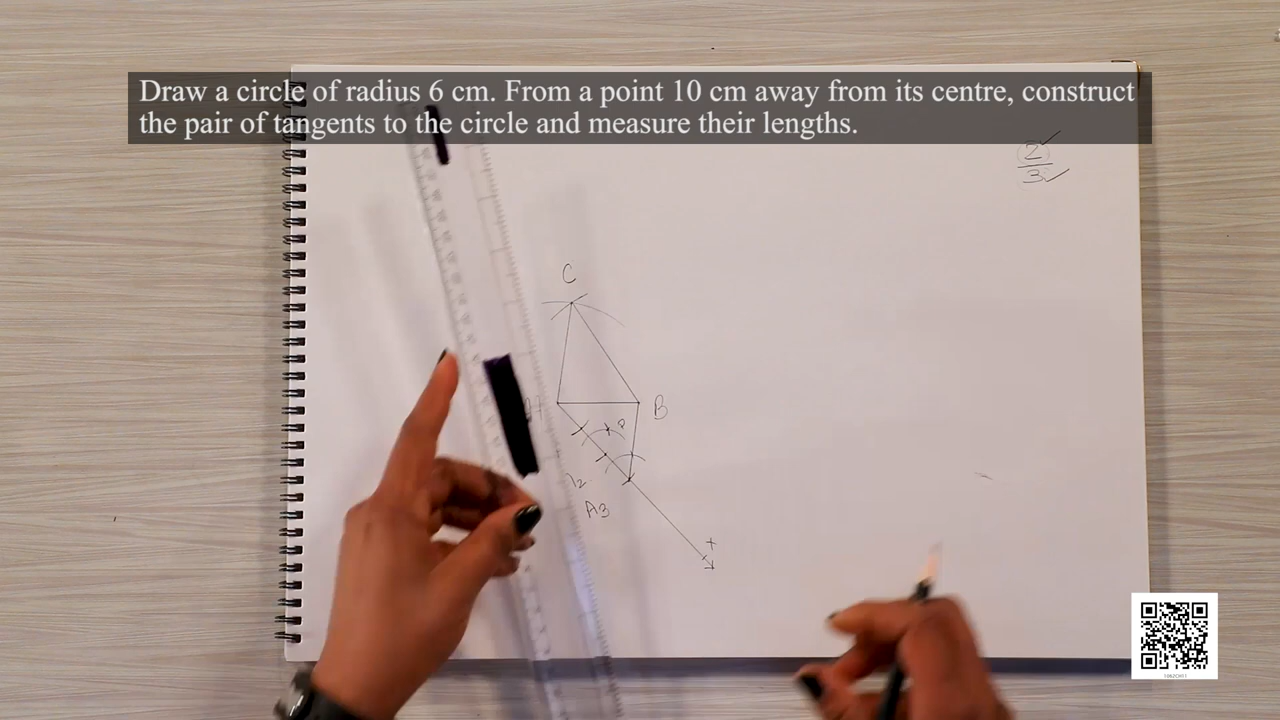 Draw a circle of radius 6 cm. From a point 10 cm away from its centre, construct
the pair of tangents to the circle and measure their lengths.
2
3
C
B
A3